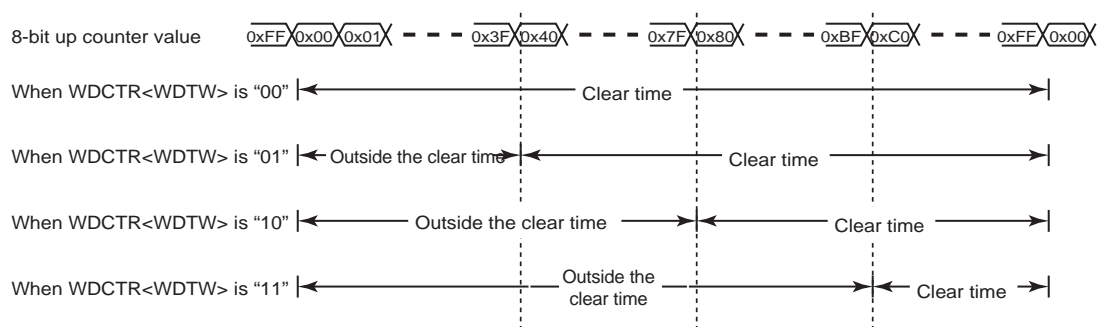 8-bit up counter value 0xFF 0x00 0x01 0x3F 0x40 0x7F 0x80 0xBF 0xC0 0xFF 0x00
When WDCTR<WDTW> is “00” Clear time
When WDCTR<WDTW> is “01” Outside the clear time Clear time
When WDCTR<WDTW> is “10” Outside the clear time Clear time
When WDCTR<WDTW> is “11” Outside the
clear time Clear time